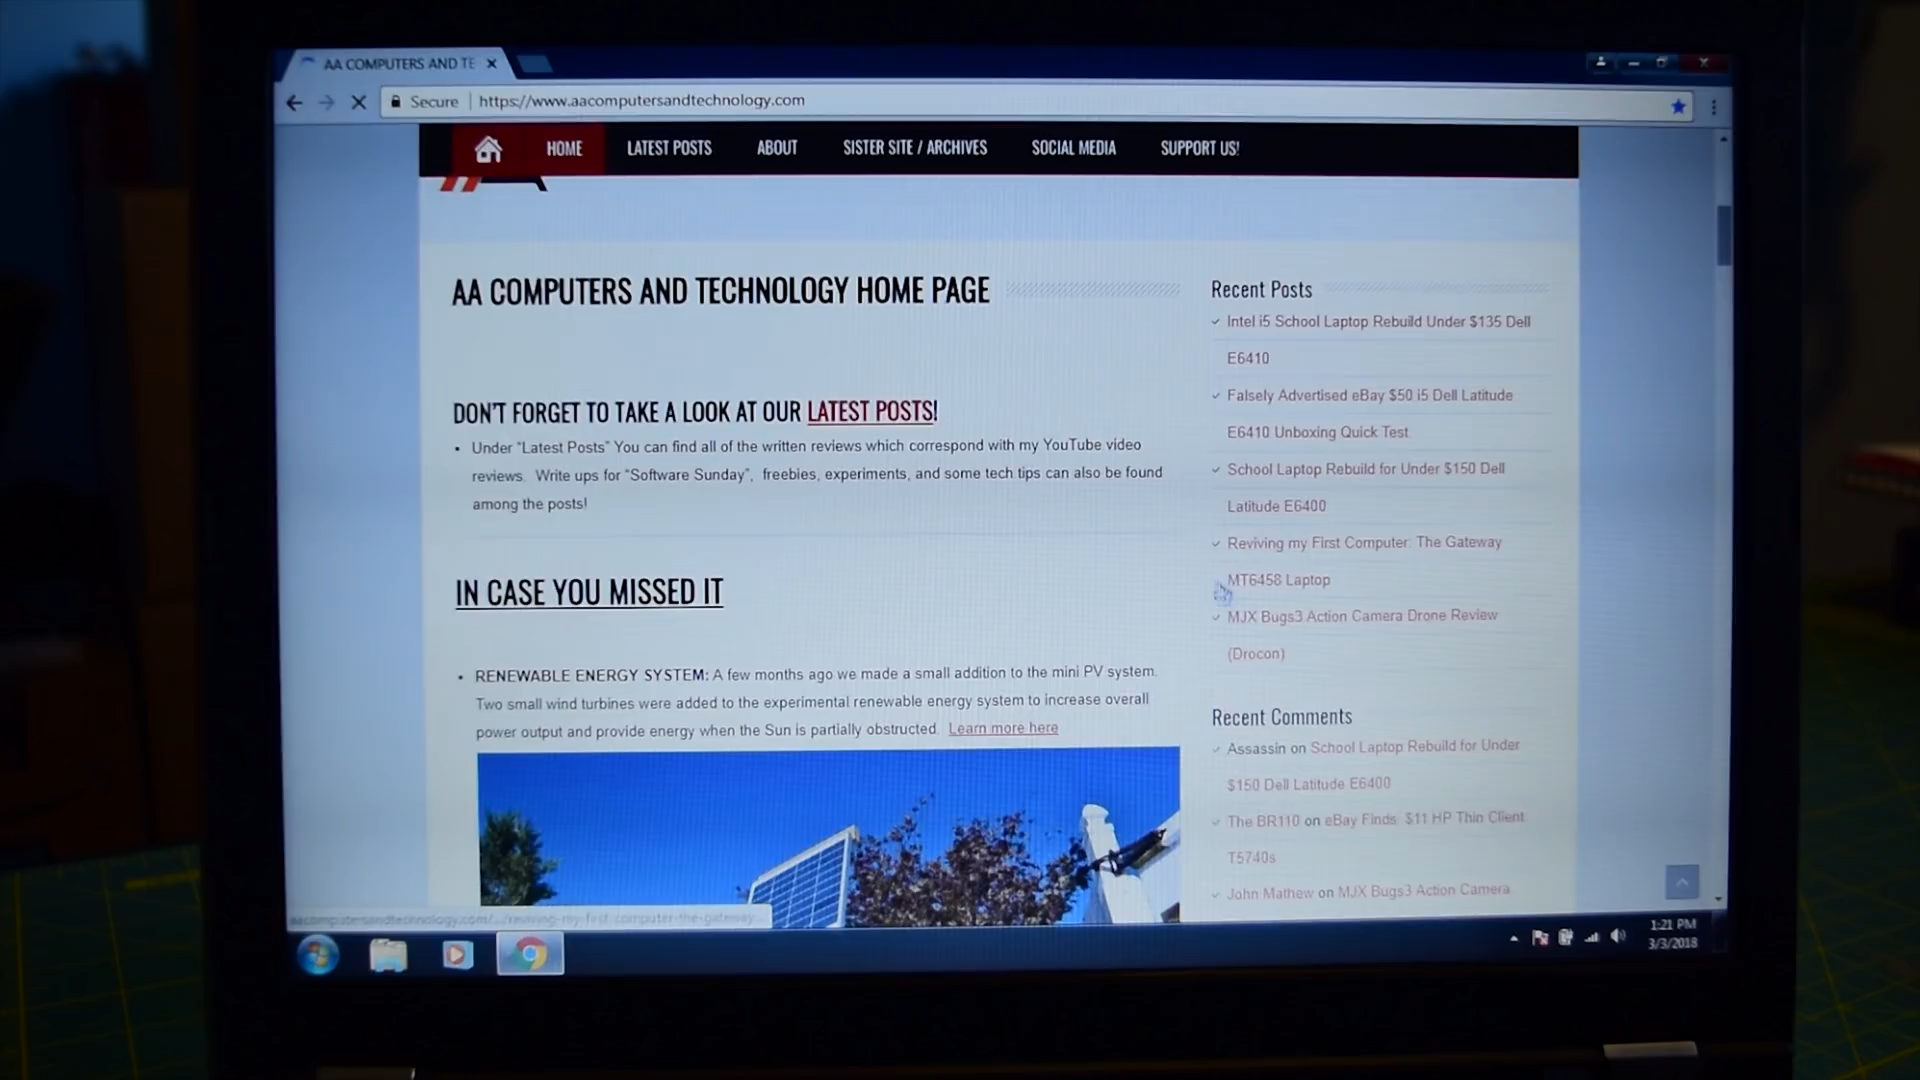 AA COMPUTERS AND TE
Secure https://www.aacomputersandtechnology.com
HOME LATEST POSTS ABOUT SISTER SITE / ARCHIVES SOCIAL MEDIA SUPPORT US!
AA COMPUTERS AND TECHNOLOGY HOME PAGE
DON'T FORGET TO TAKE A LOOK AT OUR LATEST POSTS!
Under "Latest Posts" You can find all of the written reviews which correspond with my YouTube video
reviews. Write ups for "Software Sunday", freebies, experiments, and some tech tips can also be found
among the posts!
IN CASE YOU MISSED IT
RENEWABLE ENERGY SYSTEM: A few months ago we made a small addition to the mini PV system.
Two small wind turbines were added to the experimental renewable energy system to increase overall
power output and provide energy when the Sun is partially obstructed. Learn more here
Recent Posts
Intel i5 School Laptop Rebuild Under $135 Dell
E6410
Falsely Advertised eBay $50 i5 Dell Latitude
E6410 Unboxing Quick Test
School Laptop Rebuild for Under $150 Dell
Latitude E6400
Reviving my First Computer: The Gateway
MT6458 Laptop
MJX Bugs3 Action Camera Drone Review
(Drocon)
Recent Comments
Assassin on School Laptop Rebuild for Under
$150 Dell Latitude E6400
The BR110 on eBay Finds $11 HP Thin Client
T5740s
John Mathew on MJX Bugs3 Action Camera
aacomputersandtechnology.com/.../reviving-my-first-computer-the-gateway...
1:21 PM
3/3/2018